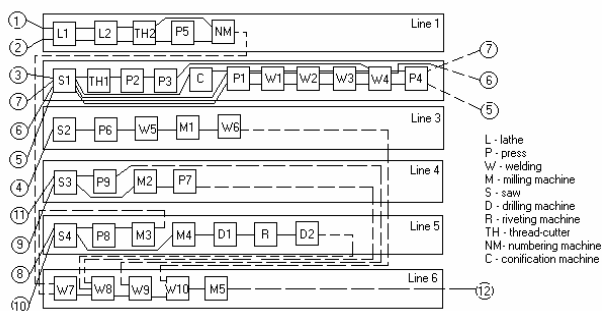 1 L1 L2 TH2 P5 NM Line 1
2
3 S1 TH1 P2 P3 C P1 W1 W2 W3 W4 P4 7
7 6
6 5
5
4 S2 P6 W5 M1 W6 Line 3
11 S3 P9 M2 P7 Line 4
9
8 S4 P8 M3 M4 D1 R D2 Line 5
10 W7 W8 W9 W10 M5 Line 6 12
L - lathe
P - press
W - welding
M - milling machine
S - saw
D - drilling machine
R - riveting machine
TH - thread-cutter
NM- numbering machine
C - conification machine